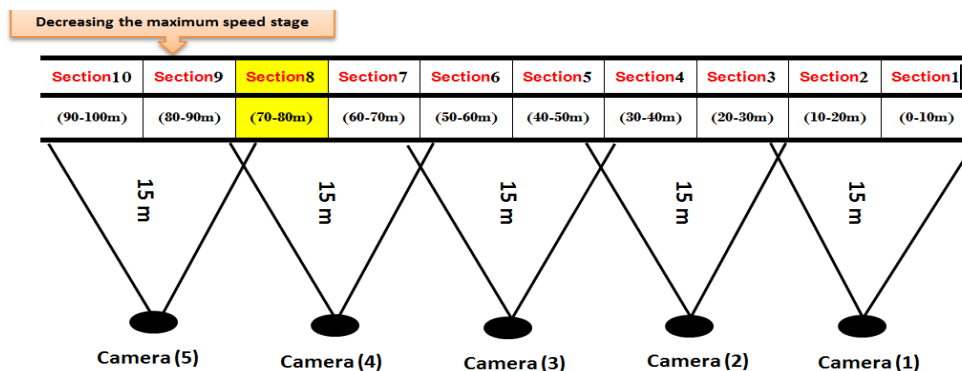 Decreasing the maximum speed stage
Section10 Section9 Section8 Section7 Section6 Section5 Section4 Section3 Section2 Section1
(90-100m) (80-90m) (70-80m) (60-70m) (50-60m) (40-50m) (30-40m) (20-30m) (10-20m) (0-10m)
15 m 15 m 15 m 15 m 15 m
Camera (5) Camera (4) Camera (3) Camera (2) Camera (1)